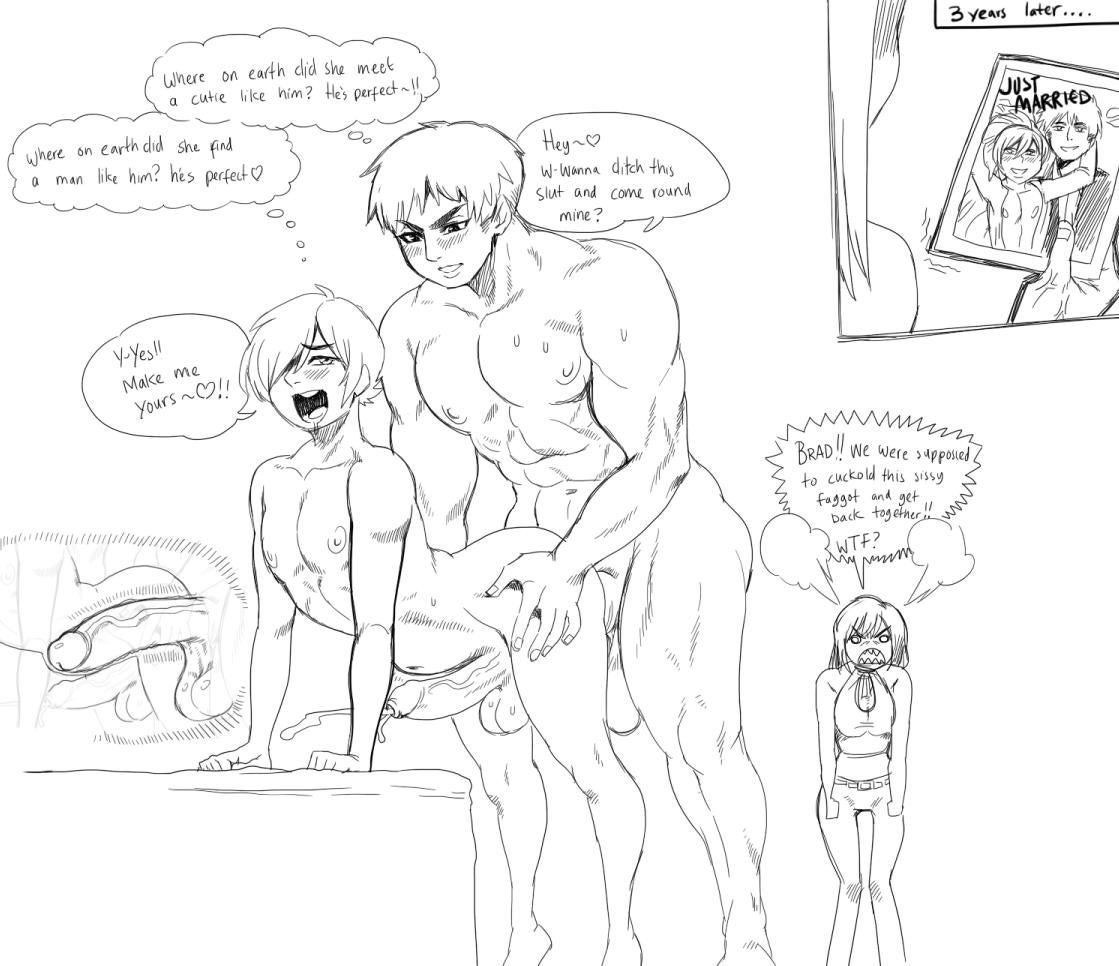 3 years later....
JUST
MARRIED
Where on earth did she meet
a cutie like him? He's perfect~!!
Where on earth did she find
a man like him? he's perfect♡
Hey~♡
W-Wanna ditch this
slut and come round
mine?
Y-Yes!!
Make me
yours~♡!!
BRAD!! We were supposed
to cuckold this sissy
faggot and get
back together!!
WTF?